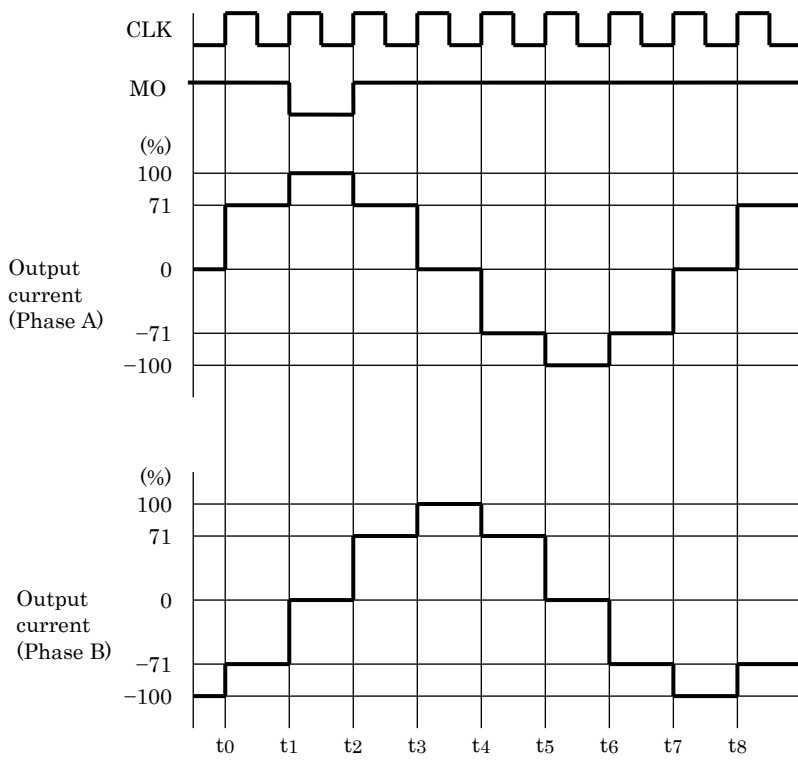 CLK
MO
(%)
100
71
0
−71
−100
Output
current
(Phase A)
(%)
100
71
0
−71
−100
Output
current
(Phase B)
t0 t1 t2 t3 t4 t5 t6 t7 t8